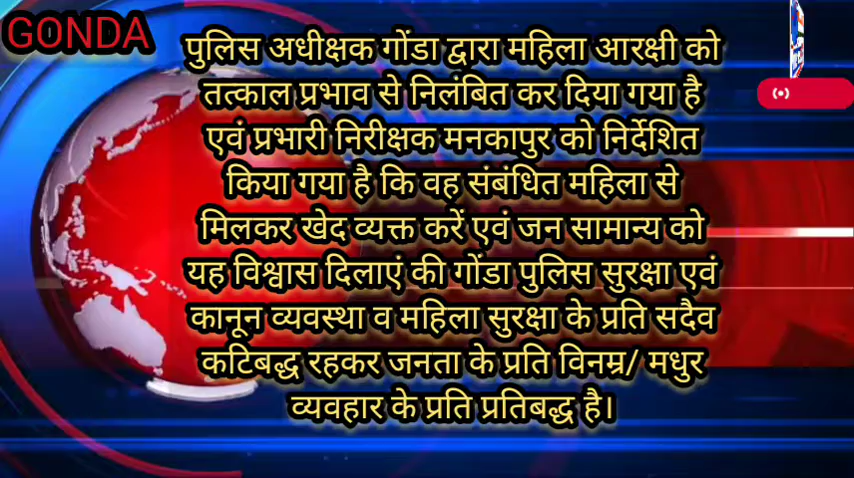 GONDA
पुलिस अधीक्षक गोंडा द्वारा महिला आरक्षी को
तत्काल प्रभाव से निलंबित कर दिया गया है
एवं प्रभारी निरीक्षक मनकापुर को निर्देशित
किया गया है कि वह संबंधित महिला से
मिलकर खेद व्यक्त करें एवं जन सामान्य को
यह विश्वास दिलाएं की गोंडा पुलिस सुरक्षा एवं
कानून व्यवस्था व महिला सुरक्षा के प्रति सदैव
कटिबद्ध रहकर जनता के प्रति विनम्र/ मधुर
व्यवहार के प्रति प्रतिबद्ध है।